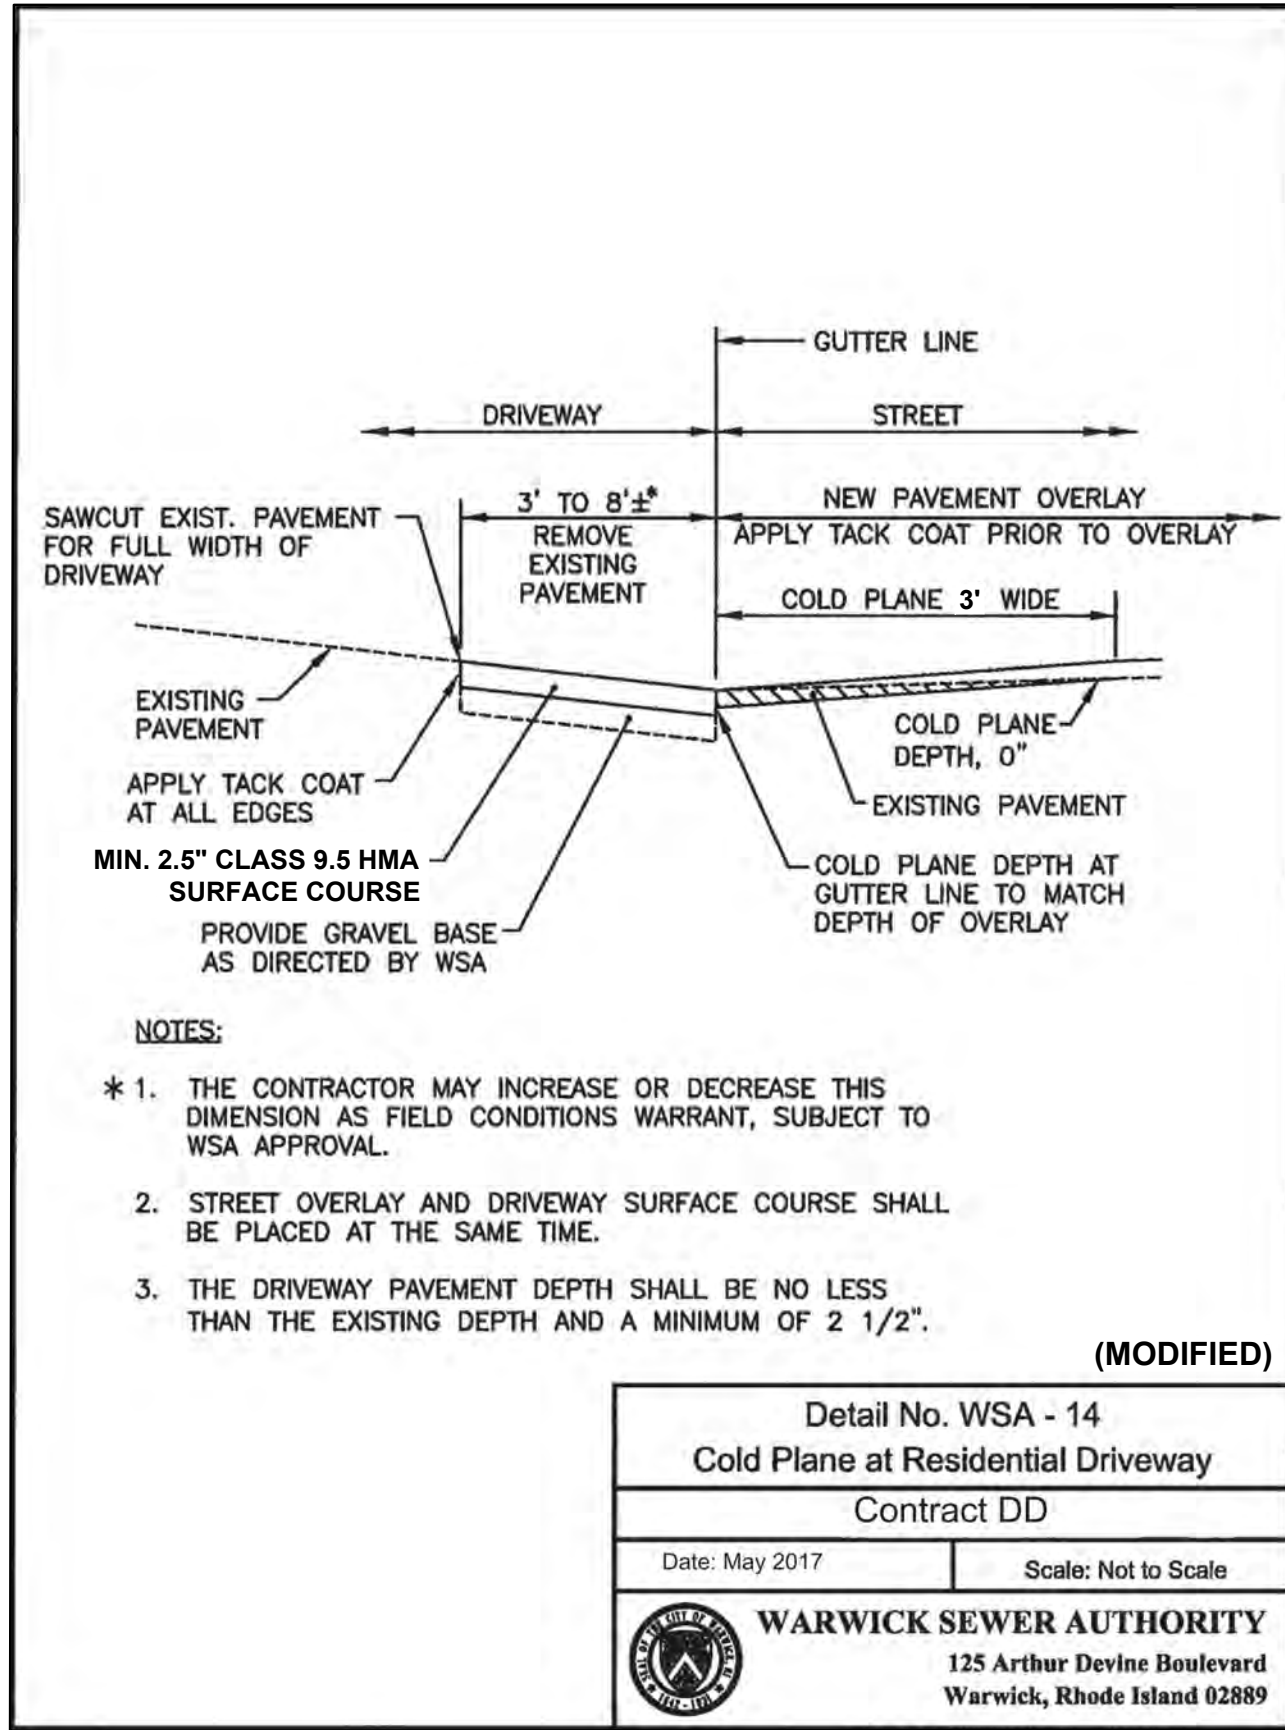 GUTTER LINE
DRIVEWAY
STREET
SAWCUT EXIST. PAVEMENT
FOR FULL WIDTH OF
DRIVEWAY
3' TO 8'±*
REMOVE
EXISTING
PAVEMENT
NEW PAVEMENT OVERLAY
APPLY TACK COAT PRIOR TO OVERLAY
COLD PLANE 3' WIDE
EXISTING
PAVEMENT
COLD PLANE
DEPTH, 0"
APPLY TACK COAT
AT ALL EDGES
EXISTING PAVEMENT
MIN. 2.5" CLASS 9.5 HMA
SURFACE COURSE
COLD PLANE DEPTH AT
GUTTER LINE TO MATCH
DEPTH OF OVERLAY
PROVIDE GRAVEL BASE
AS DIRECTED BY WSA
NOTES:
* 1. THE CONTRACTOR MAY INCREASE OR DECREASE THIS
DIMENSION AS FIELD CONDITIONS WARRANT, SUBJECT TO
WSA APPROVAL.
2. STREET OVERLAY AND DRIVEWAY SURFACE COURSE SHALL
BE PLACED AT THE SAME TIME.
3. THE DRIVEWAY PAVEMENT DEPTH SHALL BE NO LESS
THAN THE EXISTING DEPTH AND A MINIMUM OF 2 1/2".
(MODIFIED)
Detail No. WSA - 14
Cold Plane at Residential Driveway
Contract DD
Date: May 2017
Scale: Not to Scale
WARWICK SEWER AUTHORITY
125 Arthur Devine Boulevard
Warwick, Rhode Island 02889